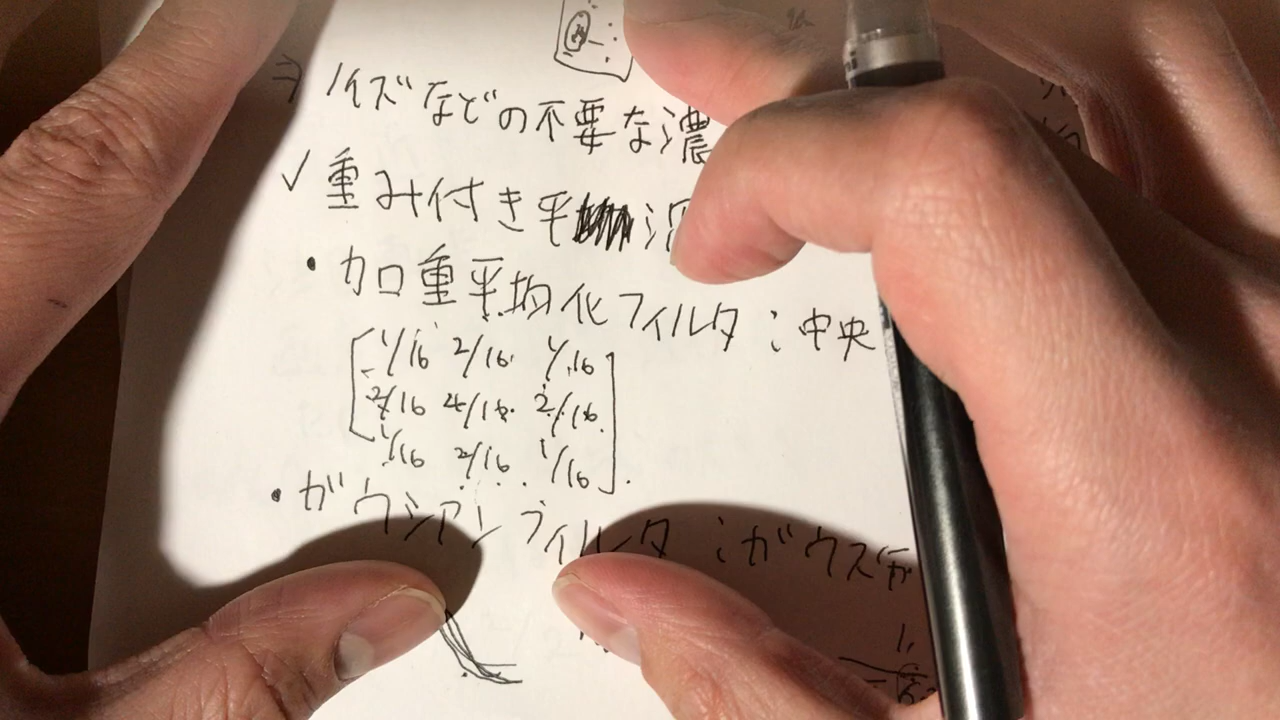 ⇒ ノイズなどの不要な濃
✓ 重み付き平
・加重平均化フィルタ：中央
1/16 2/16 1/16
2/16 4/16 2/16
1/16 2/16 1/16
・ガウシアンフィルタ：ガウス